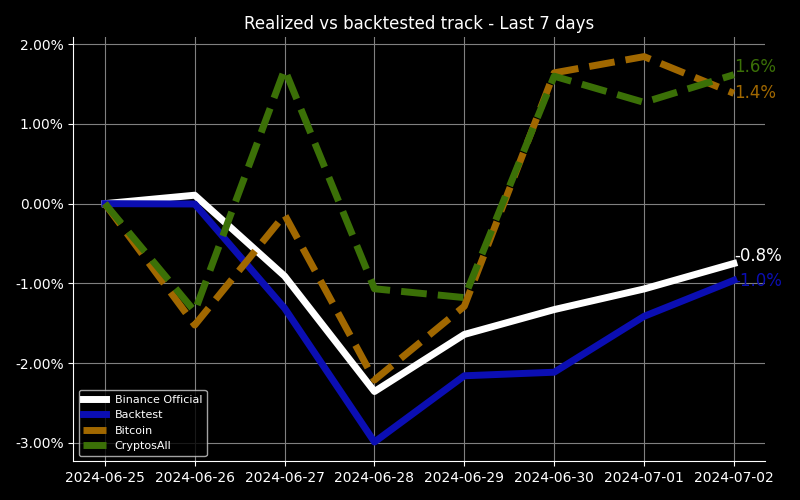 Realized vs backtested track - Last 7 days
2.00%
1.00%
0.00%
-1.00%
-2.00%
-3.00%
1.6%
1.4%
-0.8%
-1.0%
Binance Official
Backtest
Bitcoin
CryptosAll
2024-06-25 2024-06-26 2024-06-27 2024-06-28 2024-06-29 2024-06-30 2024-07-01 2024-07-02